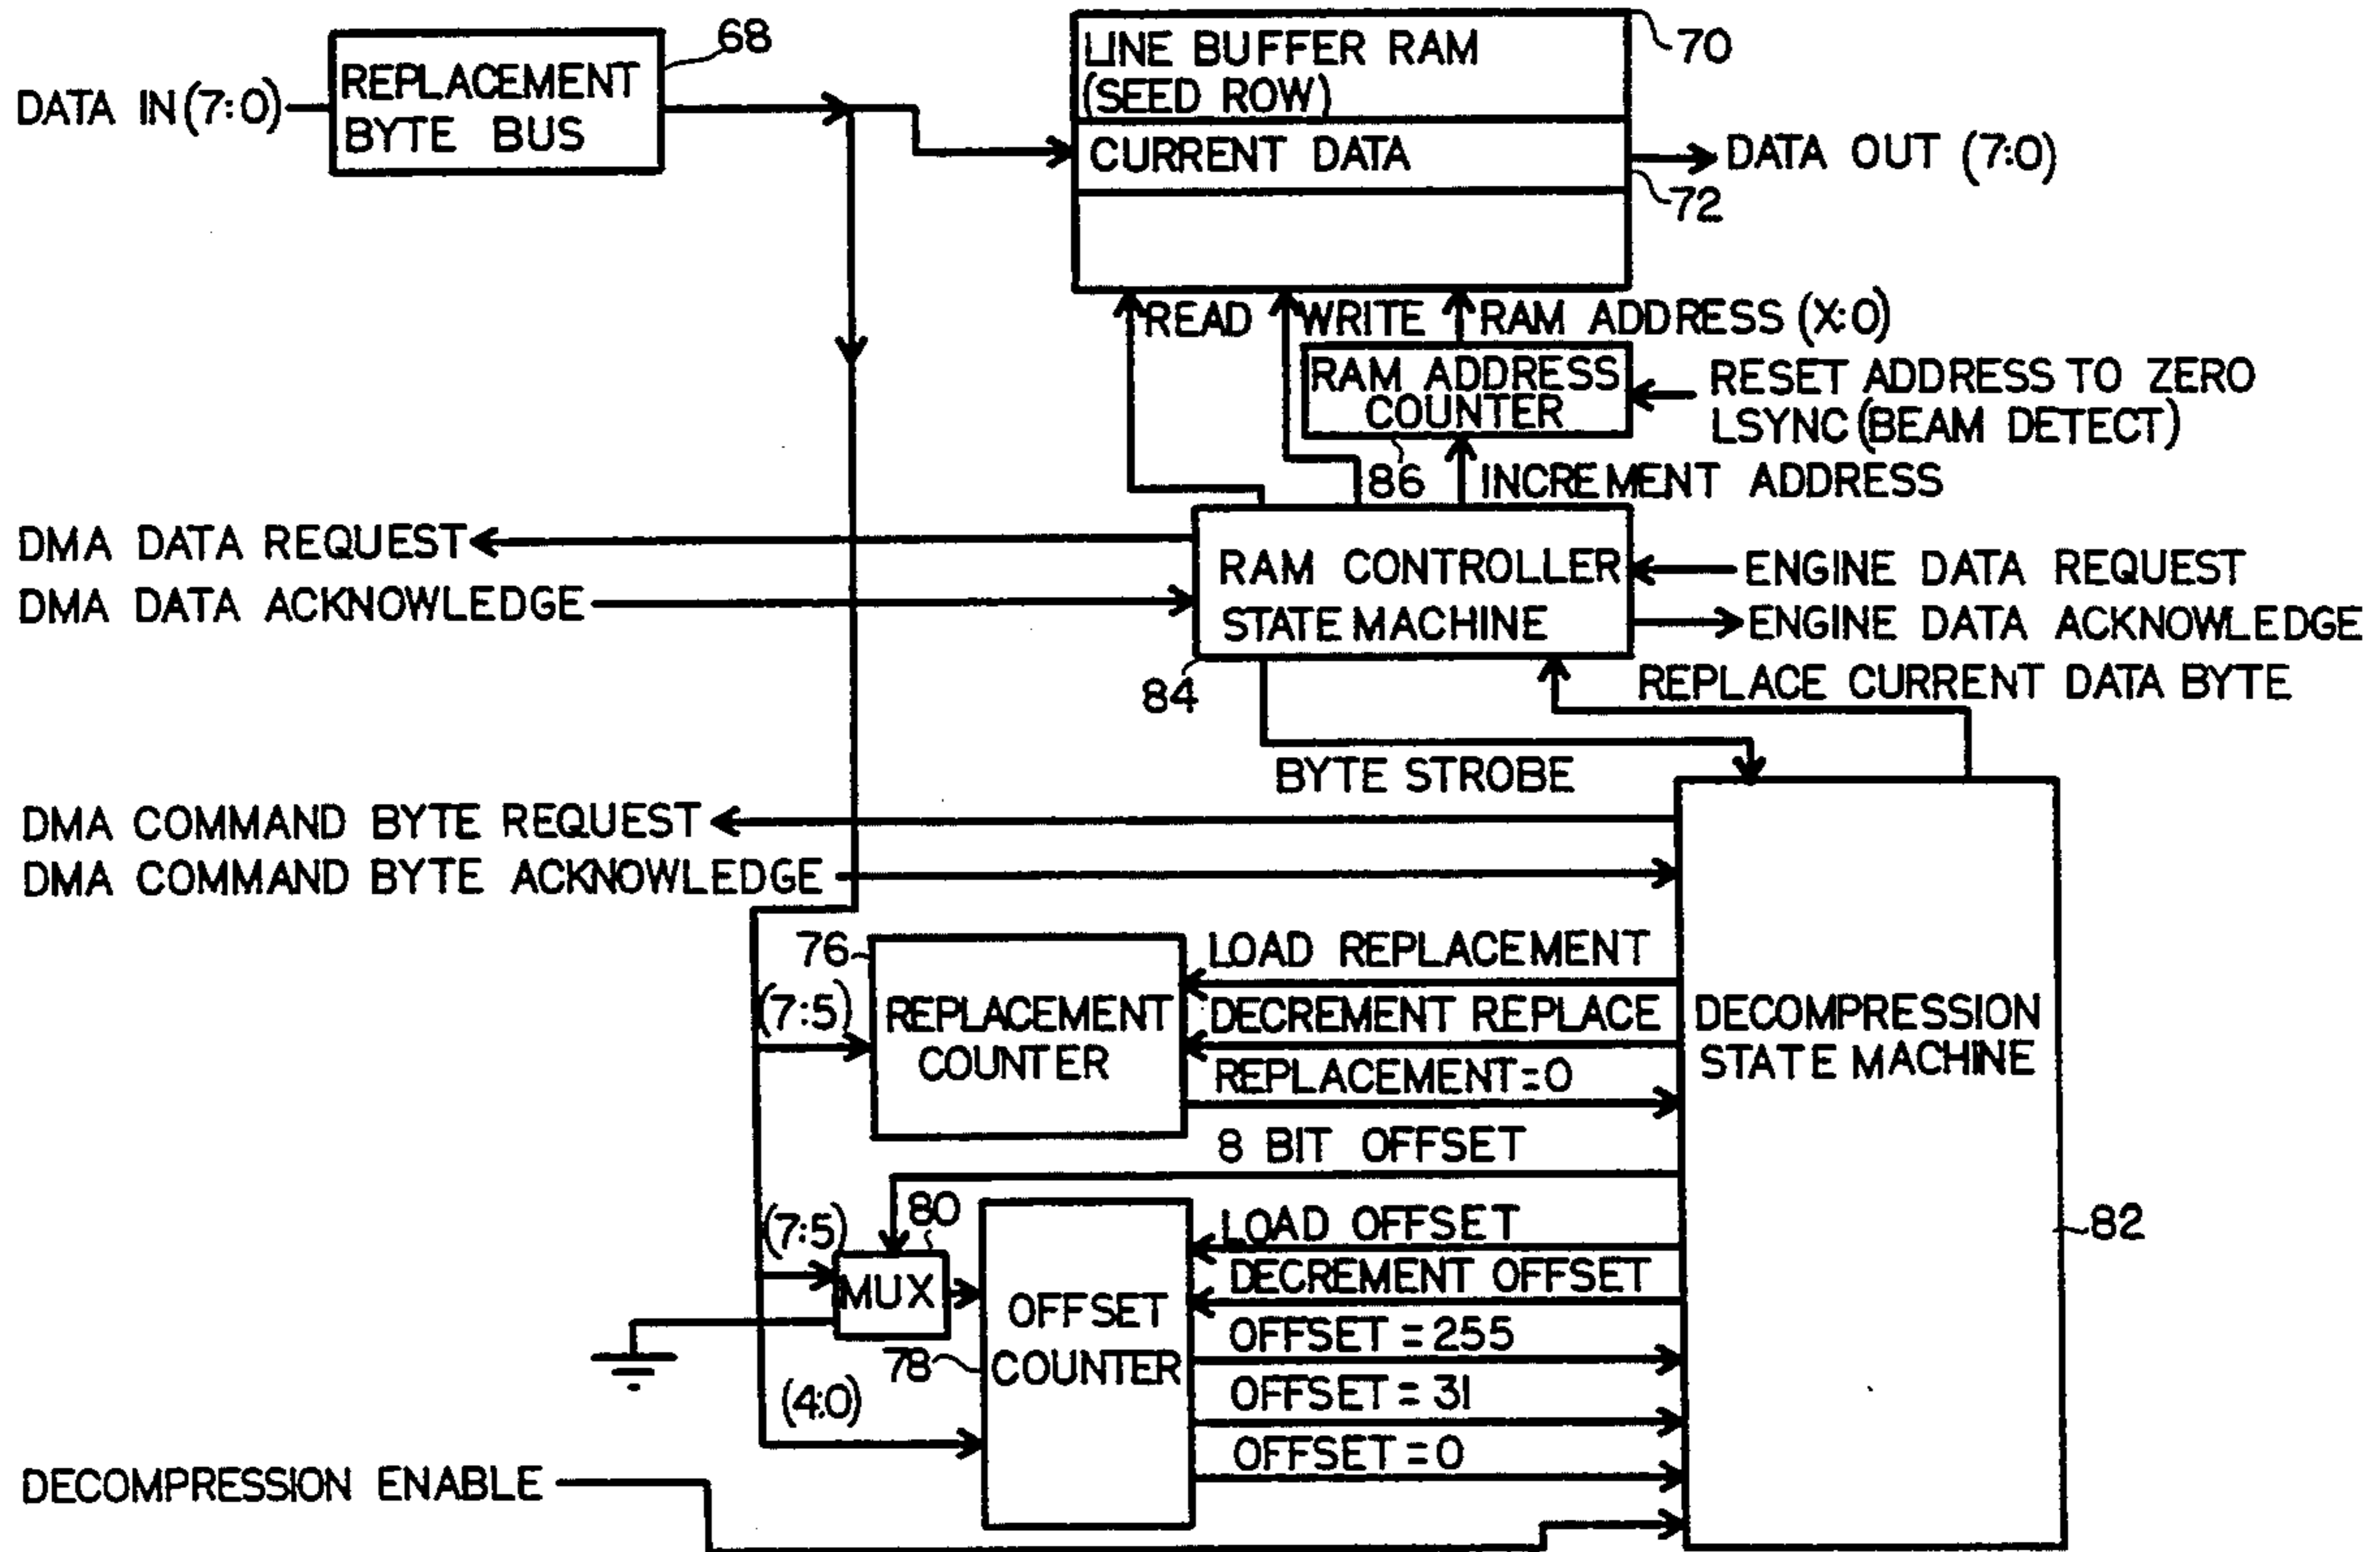 68
REPLACEMENT
BYTE BUS
DATA IN (7:0)
LINE BUFFER RAM
(SEED ROW)
70
CURRENT DATA
DATA OUT (7:0)
72
READ
WRITE
RAM ADDRESS (X:0)
RAM ADDRESS
COUNTER
RESET ADDRESS TO ZERO
LSYNC (BEAM DETECT)
86
INCREMENT ADDRESS
DMA DATA REQUEST
DMA DATA ACKNOWLEDGE
RAM CONTROLLER
STATE MACHINE
ENGINE DATA REQUEST
ENGINE DATA ACKNOWLEDGE
84
REPLACE CURRENT DATA BYTE
BYTE STROBE
DMA COMMAND BYTE REQUEST
DMA COMMAND BYTE ACKNOWLEDGE
76
(7:5)
REPLACEMENT
COUNTER
LOAD REPLACEMENT
DECREMENT REPLACE
REPLACEMENT=0
DECOMPRESSION
STATE MACHINE
8 BIT OFFSET
(7:5)
80
MUX
OFFSET
COUNTER
78
(4:0)
LOAD OFFSET
DECREMENT OFFSET
OFFSET = 255
OFFSET = 31
OFFSET = 0
82
DECOMPRESSION ENABLE